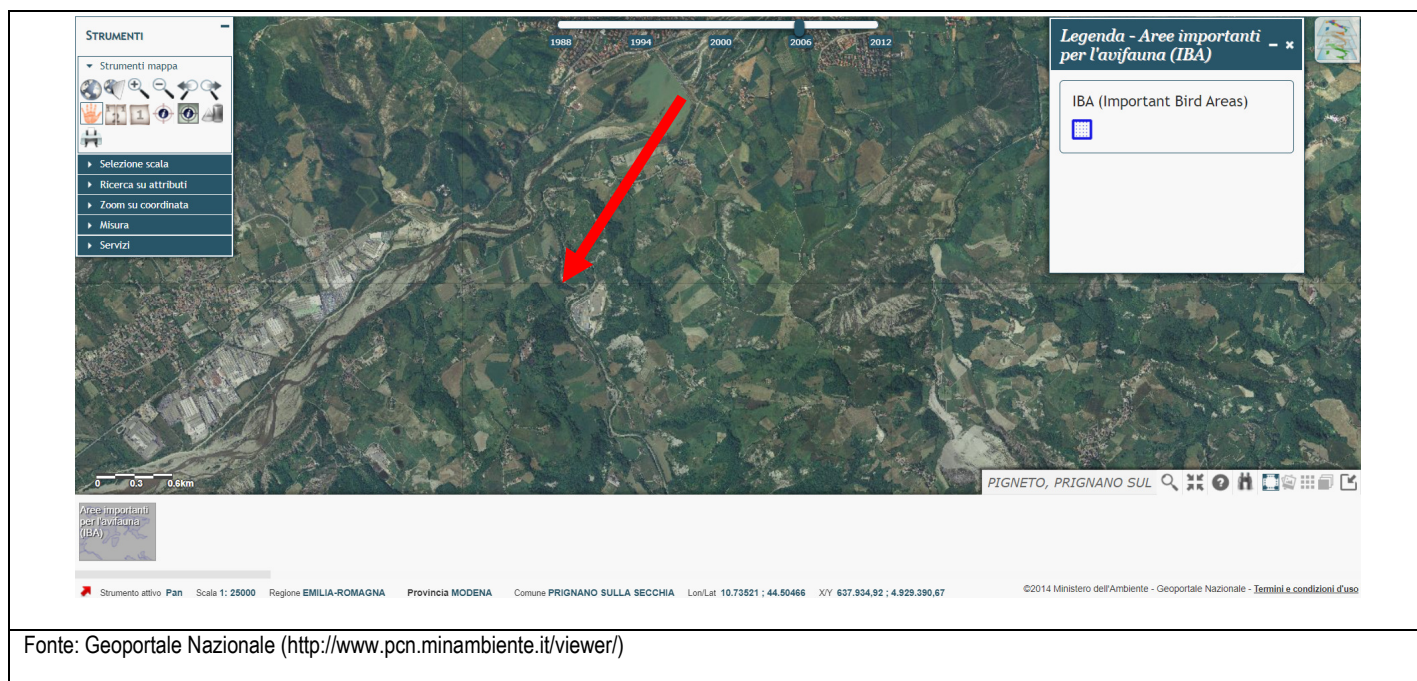 STRUMENTI
Strumenti mappa
Selezione scala
Ricerca su attributi
Zoom su coordinata
Misura
Servizi
1988 1994 2000 2006 2012
Legenda - Aree importanti
per l'avifauna (IBA)
IBA (Important Bird Areas)
0 0.3 0.6km
PIGNETO, PRIGNANO SUL
Aree importanti
per l'avifauna
(IBA)
Strumento attivo Pan Scala 1: 25000 Regione EMILIA-ROMAGNA Provincia MODENA Comune PRIGNANO SULLA SECCHIA Lon/Lat 10.73521 ; 44.50466 X/Y 637.934,92 ; 4.929.390,67
©2014 Ministero dell'Ambiente - Geoportale Nazionale - Termini e condizioni d'uso
Fonte: Geoportale Nazionale (http://www.pcn.minambiente.it/viewer/)